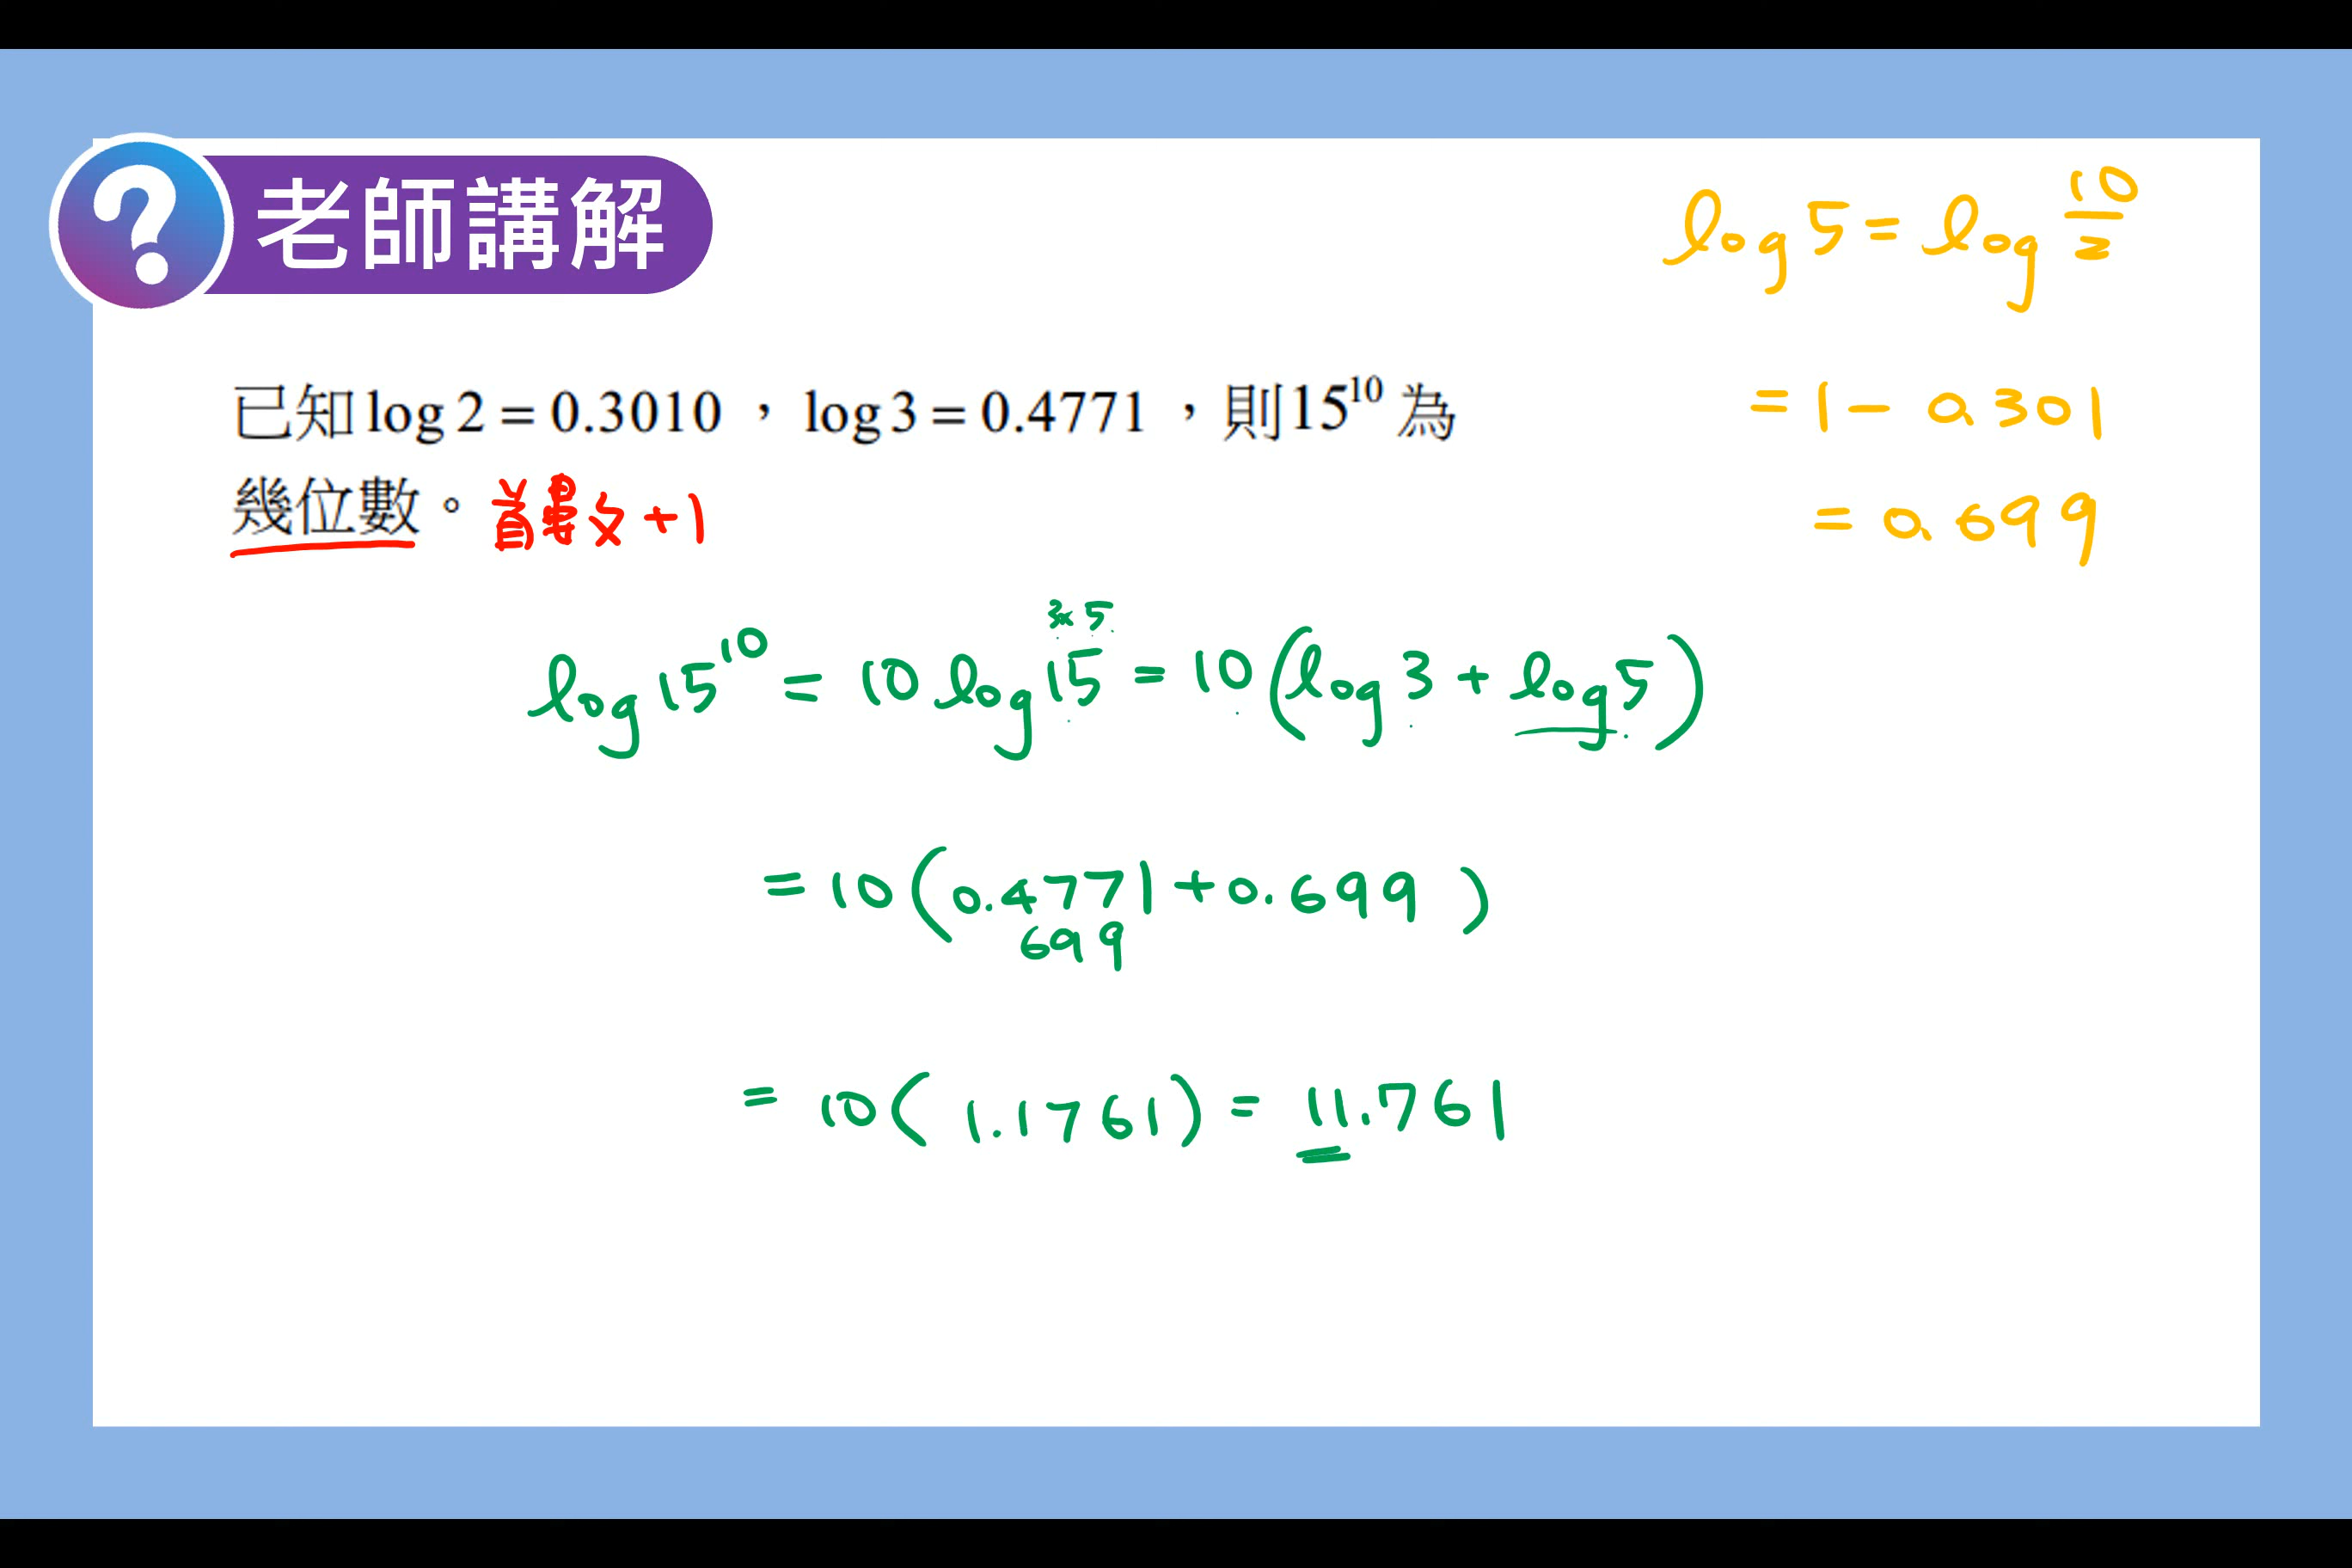 老師講解
log 5 = log 10/2
= 1 - 0.301
= 0.699
已知 log 2 = 0.3010 , log 3 = 0.4771 ,則 15^10 為
幾位數。 首數 + 1
3×5
log 15^10 = 10 log 15 = 10 (log 3 + log 5)
= 10 (0.4771 + 0.699)
699
= 10 (1.1761) = 11.761